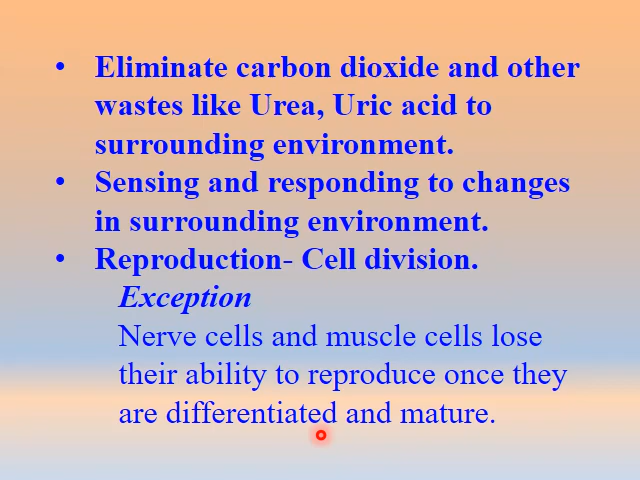 • Eliminate carbon dioxide and other
wastes like Urea, Uric acid to
surrounding environment.
• Sensing and responding to changes
in surrounding environment.
• Reproduction- Cell division.
Exception
Nerve cells and muscle cells lose
their ability to reproduce once they
are differentiated and mature.